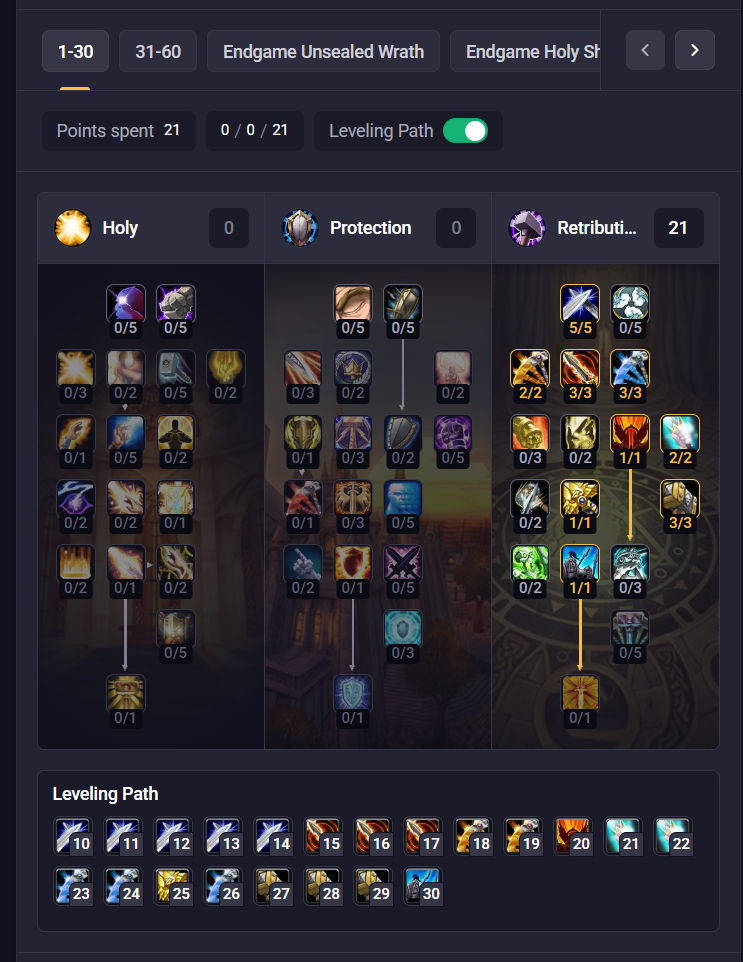 1-30 31-60 Endgame Unsealed Wrath Endgame Holy Sh
Points spent 21 0 / 0 / 21 Leveling Path
Holy 0 Protection 0 Retributi... 21
0/5 0/5 0/5 0/5 5/5 0/5
0/3 0/2 0/5 0/2 0/3 0/2 0/2 2/2 3/3 3/3
0/1 0/5 0/2 0/1 0/3 0/2 0/5 0/3 0/2 1/1 2/2
0/2 0/2 0/1 0/1 0/3 0/5 0/2 1/1 3/3
0/2 0/1 0/2 0/2 0/1 0/5 0/2 1/1 0/3
0/5 0/3 0/5
0/1 0/1 0/1
Leveling Path
10 11 12 13 14 15 16 17 18 19 20 21 22
23 24 25 26 27 28 29 30